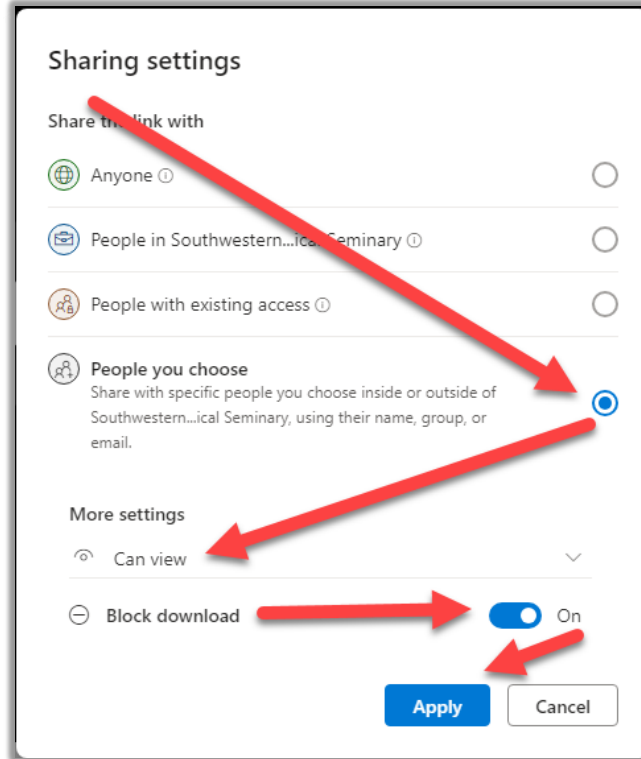 Sharing settings
Share the link with
Anyone
People in Southwestern...ical Seminary
People with existing access
People you choose
Share with specific people you choose inside or outside of
Southwestern...ical Seminary, using their name, group, or
email.
More settings
Can view
Block download On
Apply Cancel